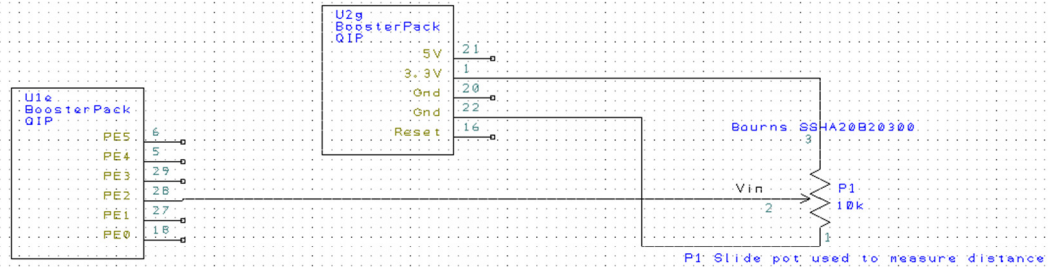 U2g
BoosterPack
QIP
5V 21
3.3V 1
Gnd 20
Gnd 22
Reset 16
U1e
BoosterPack
QIP
PE5 6
PE4 5
PE3 29
PE2 28
PE1 27
PE0 18
Bourns SSHA20B20300
3
Vin
2
P1
10k
1
P1 Slide pot used to measure distance